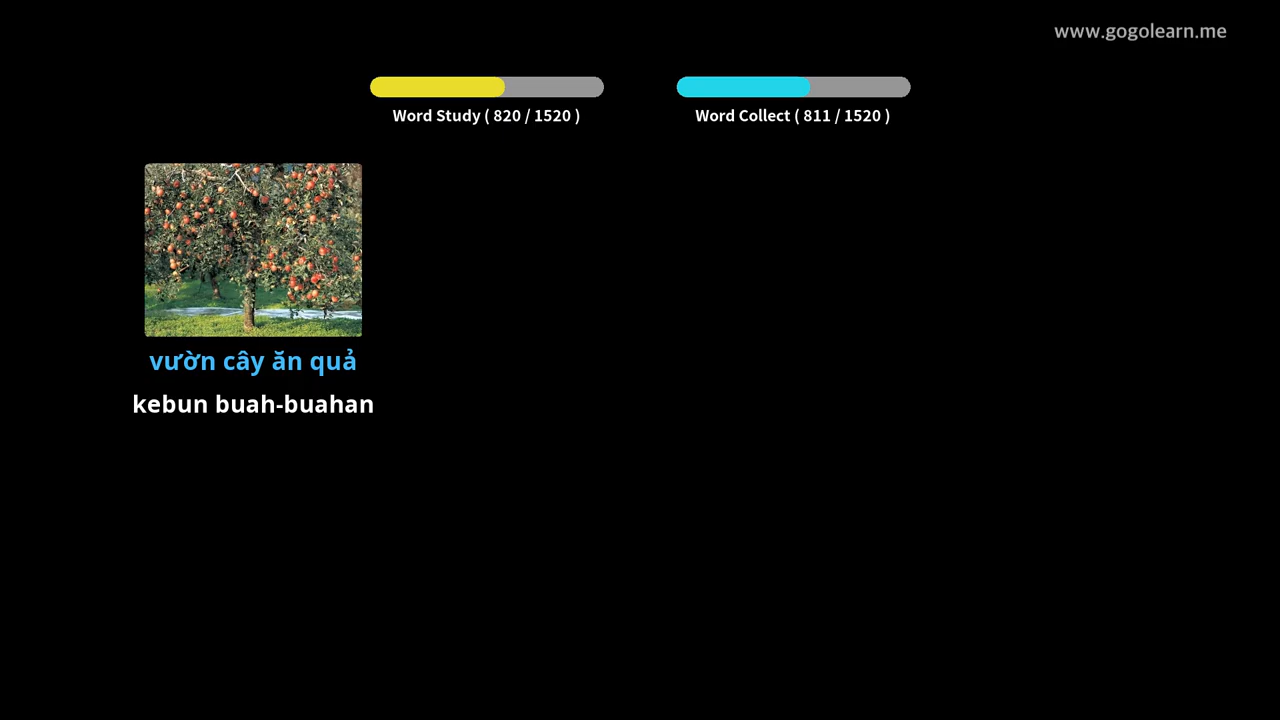 www.gogolearn.me
Word Study ( 820 / 1520 )
Word Collect ( 811 / 1520 )
vườn cây ăn quả
kebun buah-buahan